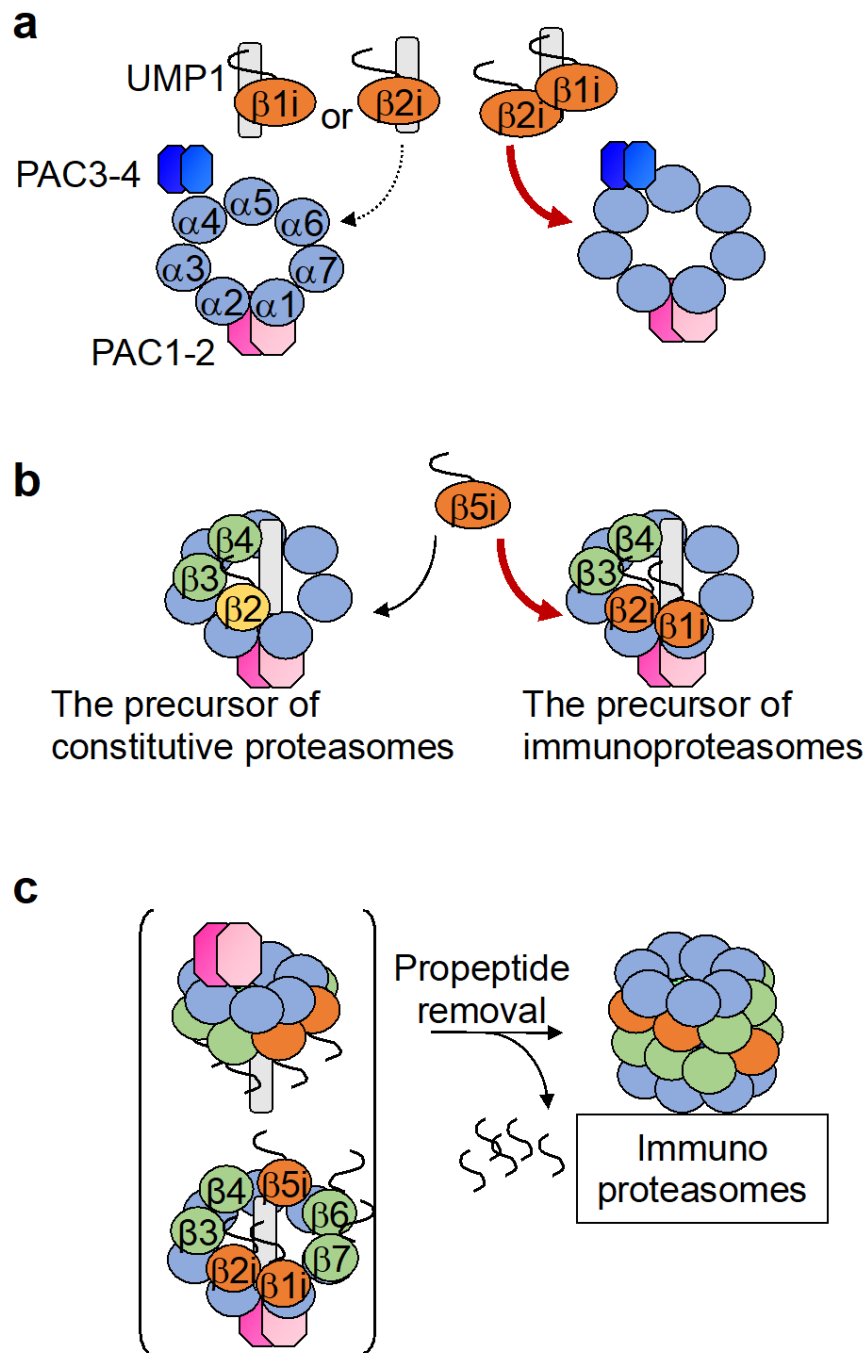 a
UMP1
β1i
or
β2i
β2i
β1i
PAC3-4
α5
α4
α6
α3
α7
α2
α1
PAC1-2
b
β5i
β4
β3
β2
β4
β3
β2i
β1i
The precursor of
constitutive proteasomes
The precursor of
immunoproteasomes
c
Propeptide
removal
β4
β5i
β3
β6
β7
β2i
β1i
Immuno
proteasomes